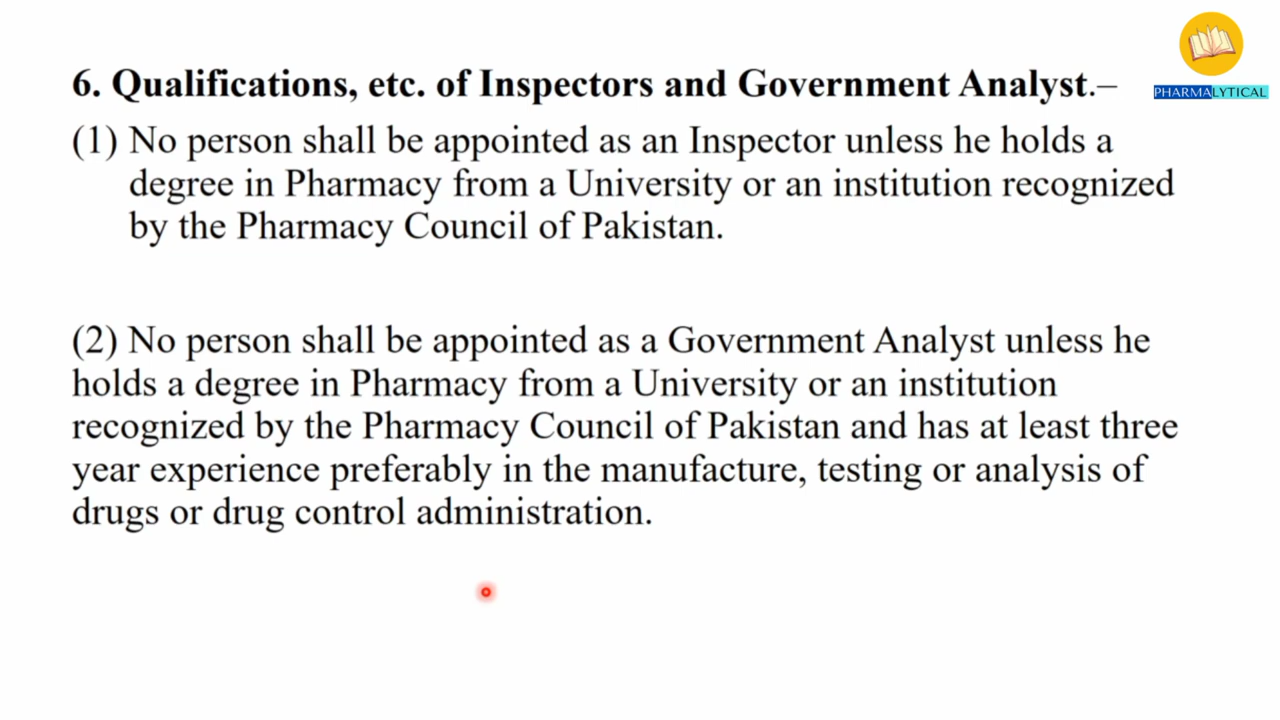 PHARMALYTICAL
6. Qualifications, etc. of Inspectors and Government Analyst.–
(1) No person shall be appointed as an Inspector unless he holds a
degree in Pharmacy from a University or an institution recognized
by the Pharmacy Council of Pakistan.
(2) No person shall be appointed as a Government Analyst unless he
holds a degree in Pharmacy from a University or an institution
recognized by the Pharmacy Council of Pakistan and has at least three
year experience preferably in the manufacture, testing or analysis of
drugs or drug control administration.